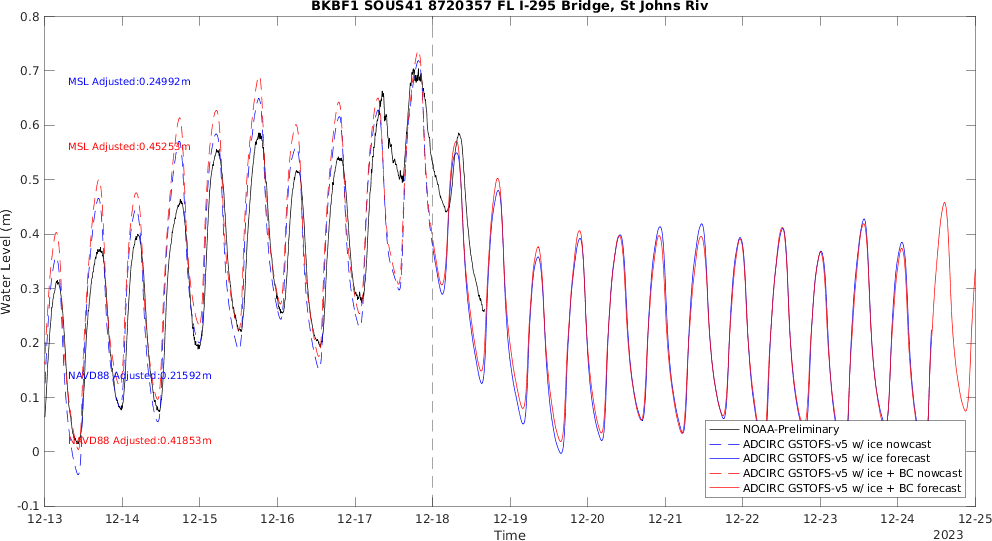 BKBF1 SOUS41 8720357 FL I-295 Bridge, St Johns Riv
0.8
0.7
0.6
0.5
0.4
0.3
0.2
0.1
0
-0.1
Water Level (m)
MSL Adjusted:0.24992m
MSL Adjusted:0.45253m
NAVD88 Adjusted:0.21592m
NAVD88 Adjusted:0.41853m
NOAA-Preliminary
ADCIRC GSTOFS-v5 w/ ice nowcast
ADCIRC GSTOFS-v5 w/ ice forecast
ADCIRC GSTOFS-v5 w/ ice + BC nowcast
ADCIRC GSTOFS-v5 w/ ice + BC forecast
12-13 12-14 12-15 12-16 12-17 12-18 12-19 12-20 12-21 12-22 12-23 12-24 12-25
Time
2023